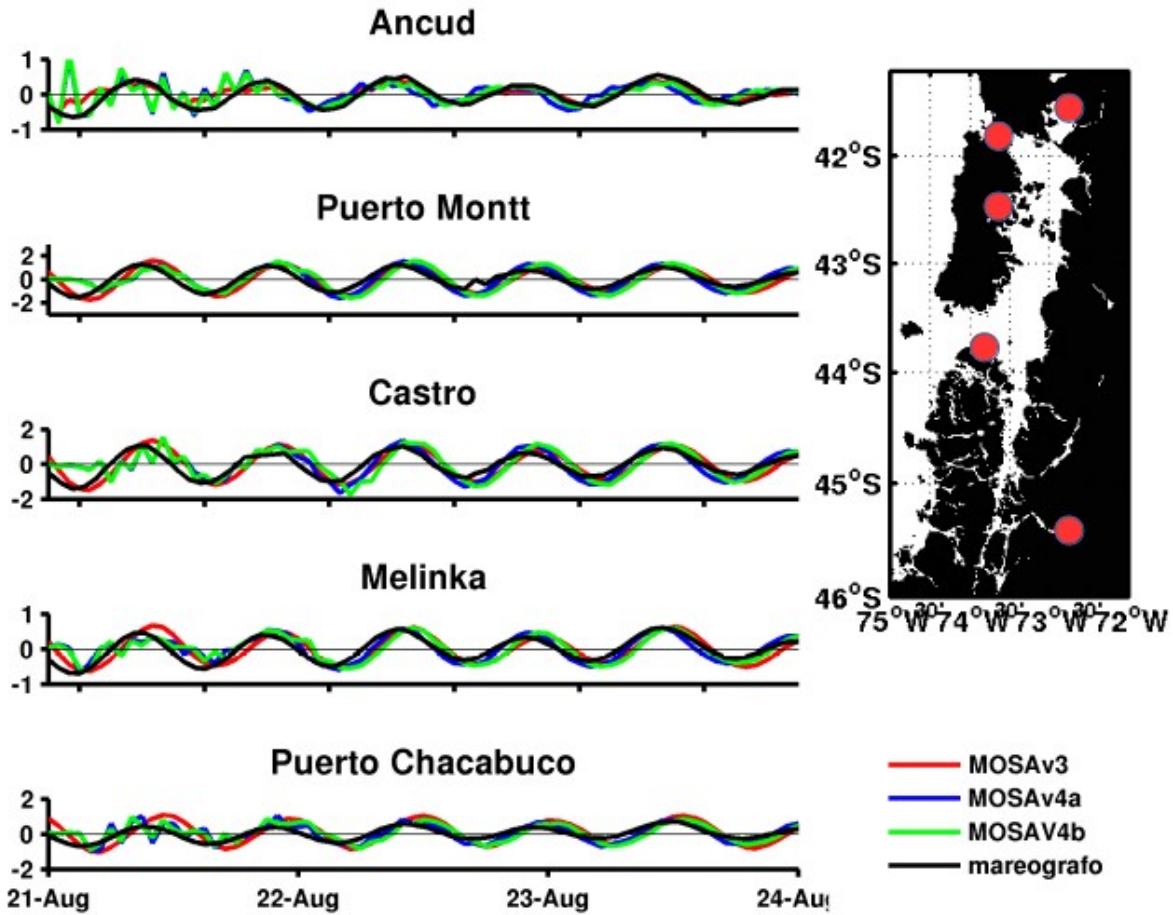 Ancud
1
0
-1
Puerto Montt
2
0
-2
Castro
2
0
-2
Melinka
1
0
-1
Puerto Chacabuco
2
0
-2
21-Aug 22-Aug 23-Aug 24-Au
42°S
43°S
44°S
45°S
46°S
75°W 30' 74°W 30' 73°W 30' 72°W
MOSAv3
MOSAv4a
MOSAV4b
mareografo